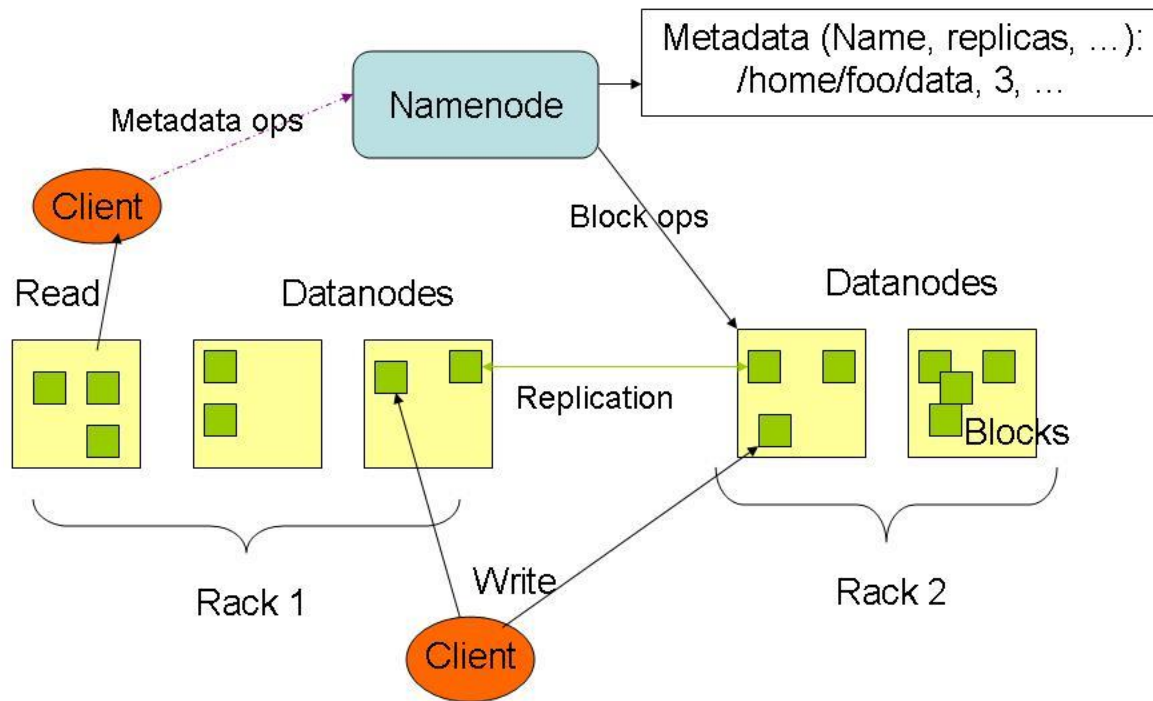 Metadata (Name, replicas, …):
/home/foo/data, 3, …
Namenode
Metadata ops
Client
Block ops
Read
Datanodes
Datanodes
Replication
Blocks
Rack 1
Write
Rack 2
Client